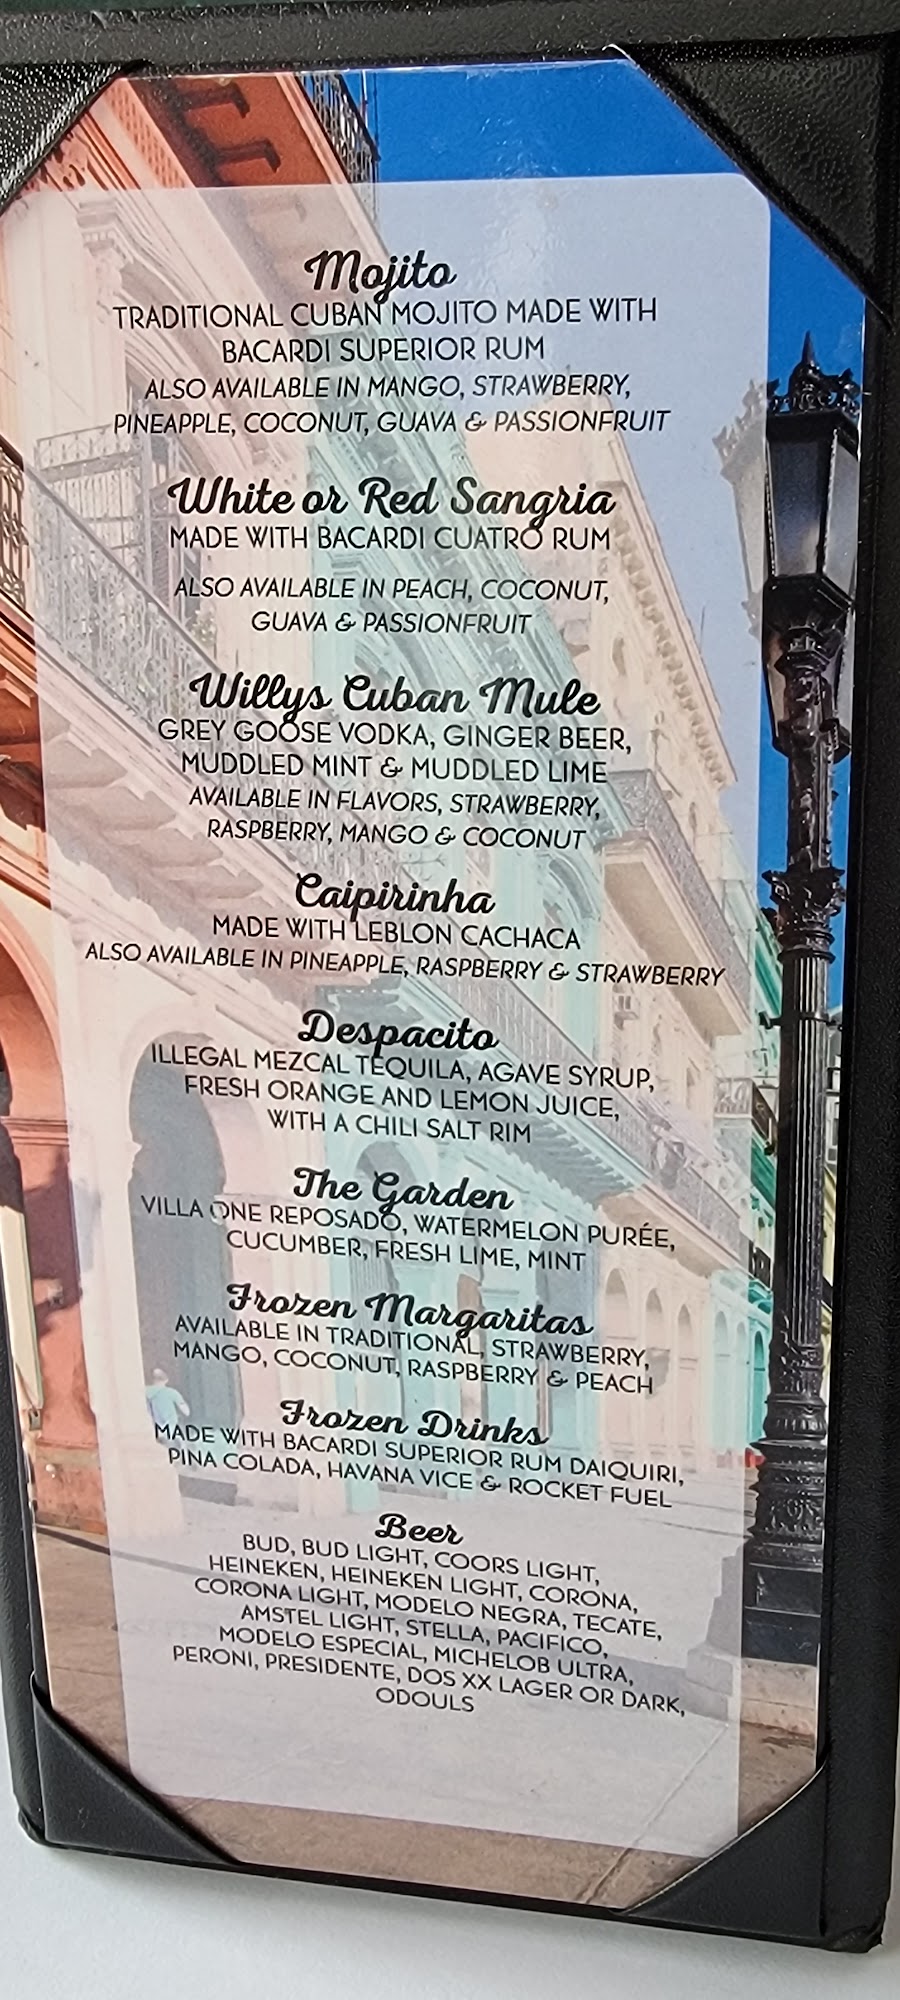 Mojito
TRADITIONAL CUBAN MOJITO MADE WITH
BACARDI SUPERIOR RUM
ALSO AVAILABLE IN MANGO, STRAWBERRY,
PINEAPPLE, COCONUT, GUAVA & PASSIONFRUIT
White or Red Sangria
MADE WITH BACARDI CUATRO RUM
ALSO AVAILABLE IN PEACH, COCONUT,
GUAVA & PASSIONFRUIT
Willys Cuban Mule
GREY GOOSE VODKA, GINGER BEER,
MUDDLED MINT & MUDDLED LIME
AVAILABLE IN FLAVORS, STRAWBERRY,
RASPBERRY, MANGO & COCONUT
Caipirinha
MADE WITH LEBLON CACHACA
ALSO AVAILABLE IN PINEAPPLE, RASPBERRY & STRAWBERRY
Despacito
ILLEGAL MEZCAL TEQUILA, AGAVE SYRUP,
FRESH ORANGE AND LEMON JUICE,
WITH A CHILI SALT RIM
The Garden
VILLA ONE REPOSADO, WATERMELON PURÉE,
CUCUMBER, FRESH LIME, MINT
Frozen Margaritas
AVAILABLE IN TRADITIONAL, STRAWBERRY,
MANGO, COCONUT, RASPBERRY & PEACH
Frozen Drinks
MADE WITH BACARDI SUPERIOR RUM DAIQUIRI,
PINA COLADA, HAVANA VICE & ROCKET FUEL
Beer
BUD, BUD LIGHT, COORS LIGHT,
HEINEKEN, HEINEKEN LIGHT, CORONA,
CORONA LIGHT, MODELO NEGRA, TECATE,
AMSTEL LIGHT, STELLA, PACIFICO,
MODELO ESPECIAL, MICHELOB ULTRA,
PERONI, PRESIDENTE, DOS XX LAGER OR DARK,
ODOULS